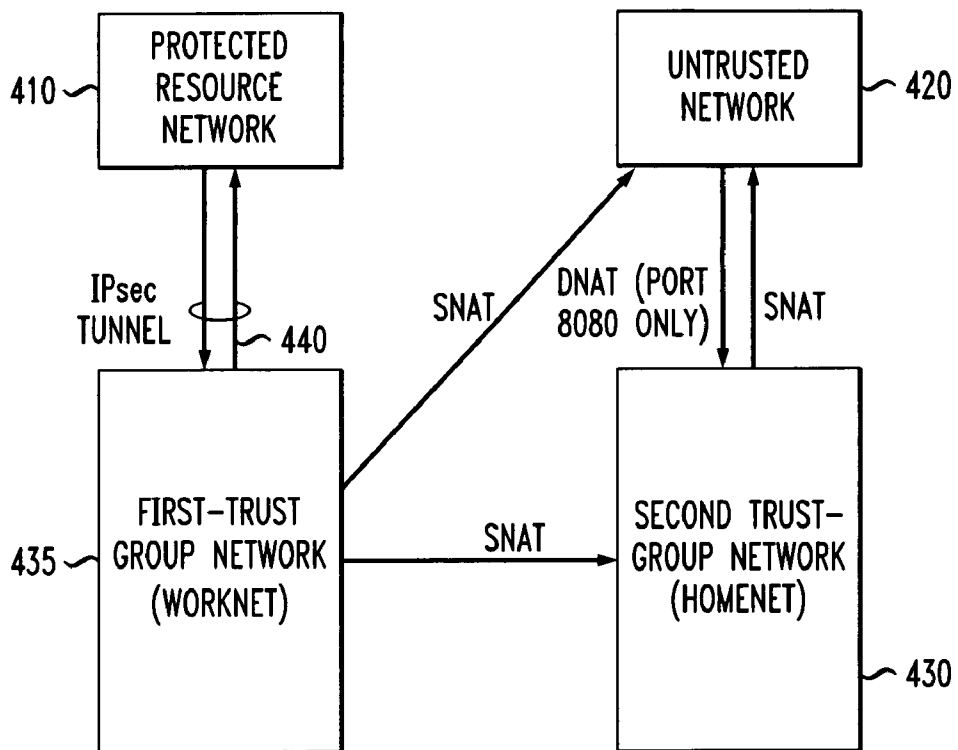 PROTECTED
RESOURCE
NETWORK
410
UNTRUSTED
NETWORK
420
IPsec
TUNNEL
440
SNAT
DNAT (PORT
8080 ONLY)
SNAT
FIRST-TRUST
GROUP NETWORK
(WORKNET)
435
SNAT
SECOND TRUST-
GROUP NETWORK
(HOMENET)
430